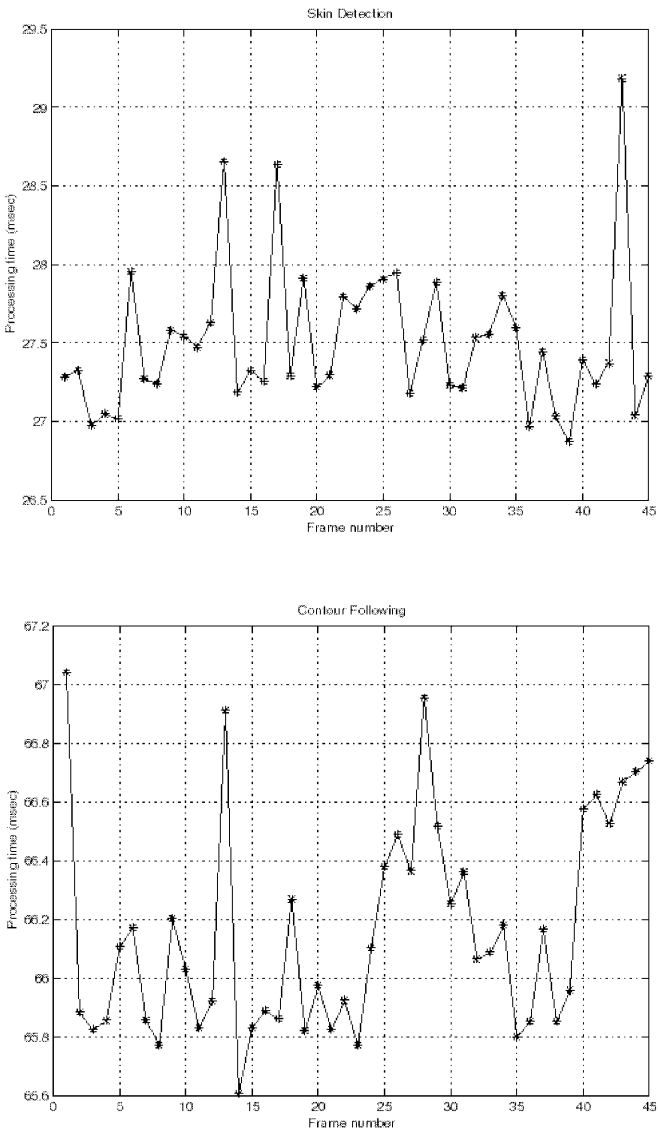 Skin Detection
29.5
29
28.5
28
27.5
27
26.5
Processing time (msec)
0 5 10 15 20 25 30 35 40 45
Frame number
Contour Following
67.2
67
66.8
66.6
66.4
66.2
66
65.8
65.6
Processing time (msec)
0 5 10 15 20 25 30 35 40 45
Frame number